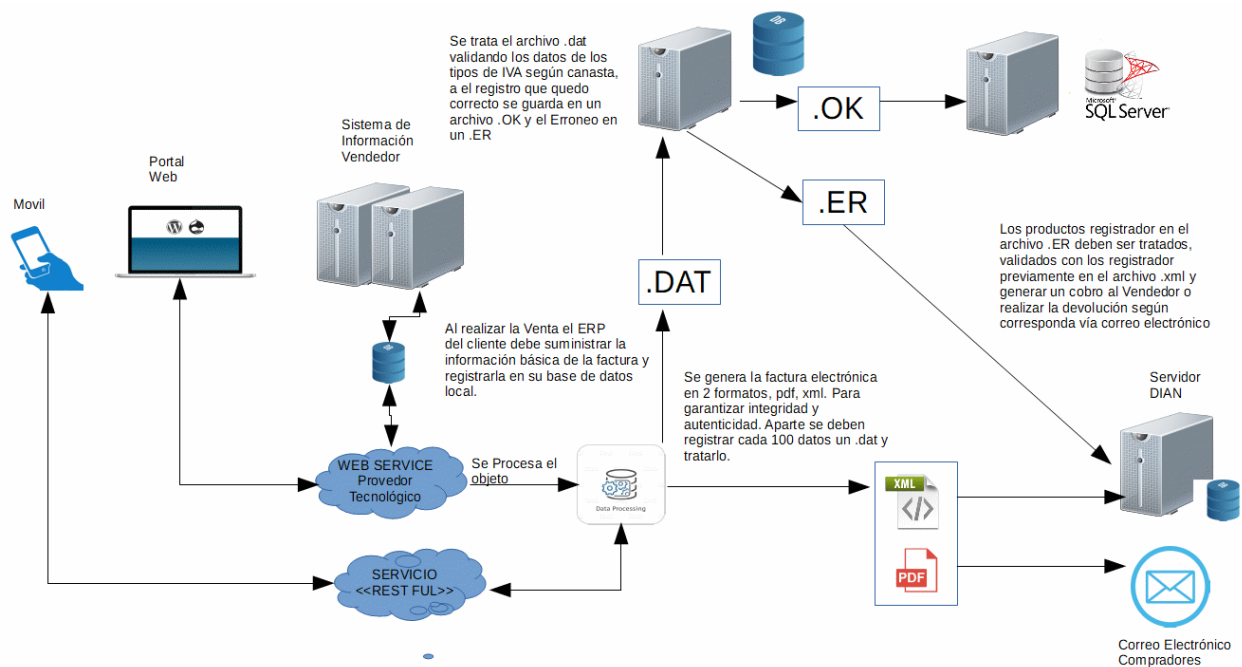 Se trata el archivo .dat
validando los datos de los
tipos de IVA según canasta,
a el registro que quedo
correcto se guarda en un
archivo .OK y el Erroneo en
un .ER
DB
.OK
Microsoft
SQL Server
Sistema de
Información
Vendedor
Portal
Web
Movil
.ER
Los productos registrador en el
archivo .ER deben ser tratados,
validados con los registrador
previamente en el archivo .xml y
generar un cobro al Vendedor o
realizar la devolución según
corresponda vía correo electrónico
.DAT
Al realizar la Venta el ERP
del cliente debe suministrar la
información básica de la factura y
registrarla en su base de datos
local.
Se genera la factura electrónica
en 2 formatos, pdf, xml. Para
garantizar integridad y
autenticidad. Aparte se deben
registrar cada 100 datos un .dat y
tratarlo.
Servidor
DIAN
WEB SERVICE
Provedor
Tecnológico
Se Procesa el
objeto
Data Processing
XML
PDF
SERVICIO
<<REST FUL>>
Correo Electrónico
Compradores